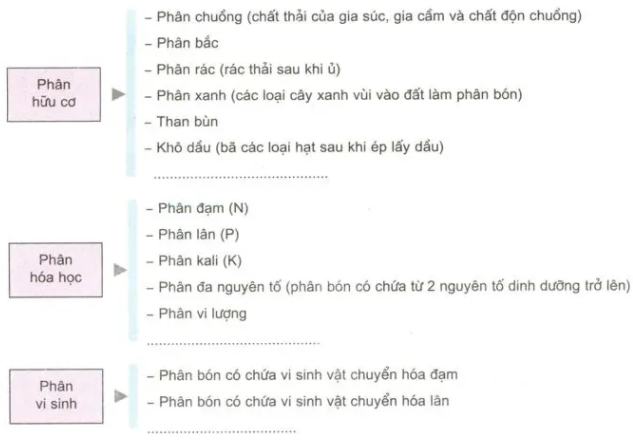 Phân
hữu cơ
– Phân chuồng (chất thải của gia súc, gia cầm và chất độn chuồng)
– Phân bắc
– Phân rác (rác thải sau khi ủ)
– Phân xanh (các loại cây xanh vùi vào đất làm phân bón)
– Than bùn
– Khô dầu (bã các loại hạt sau khi ép lấy dầu)
............................................
Phân
hóa học
– Phân đạm (N)
– Phân lân (P)
– Phân kali (K)
– Phân đa nguyên tố (phân bón có chứa từ 2 nguyên tố dinh dưỡng trở lên)
– Phân vi lượng
............................................
Phân
vi sinh
– Phân bón có chứa vi sinh vật chuyển hóa đạm
– Phân bón có chứa vi sinh vật chuyển hóa lân
............................................